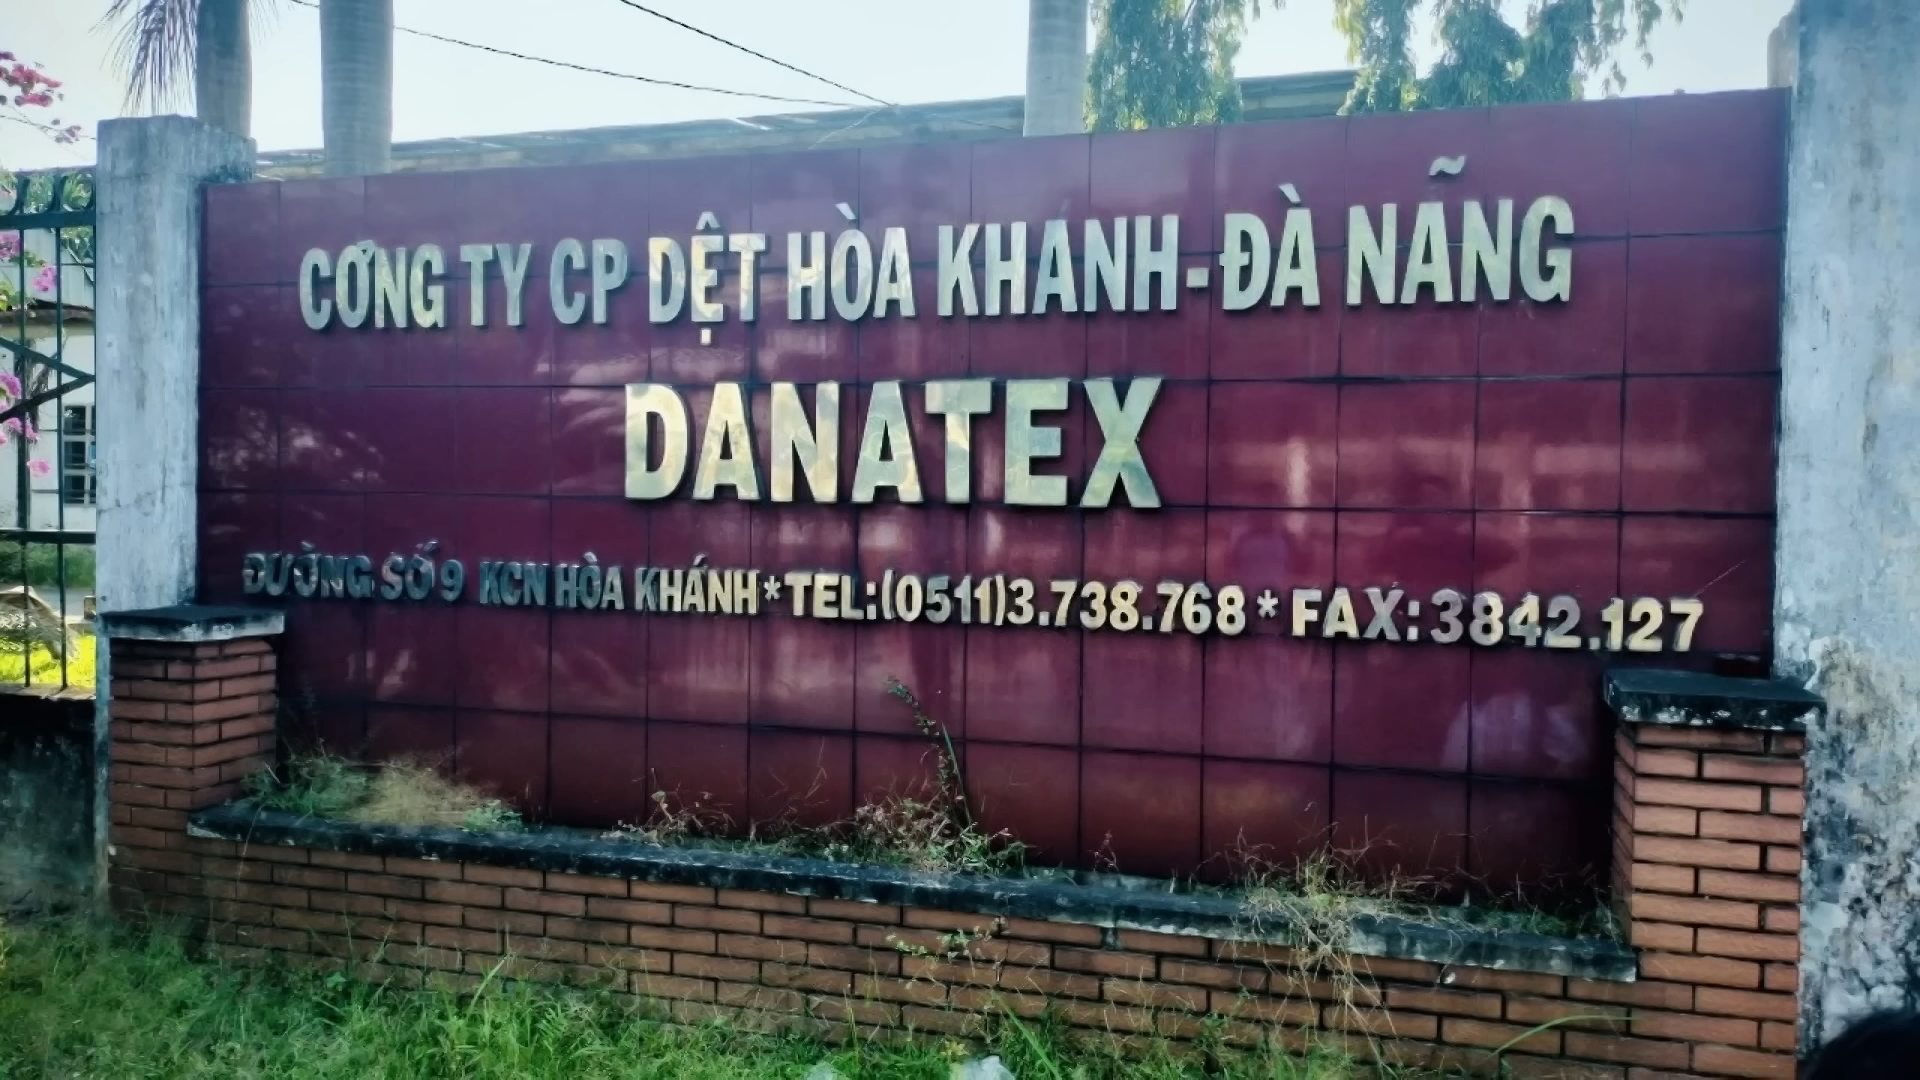 CÔNG TY CP DỆT HÒA KHANH-ĐÀ NẴNG
DANATEX
ĐƯỜNG SỐ 9 KCN HÒA KHÁNH*TEL:(0511)3.738.768*FAX:3842.127